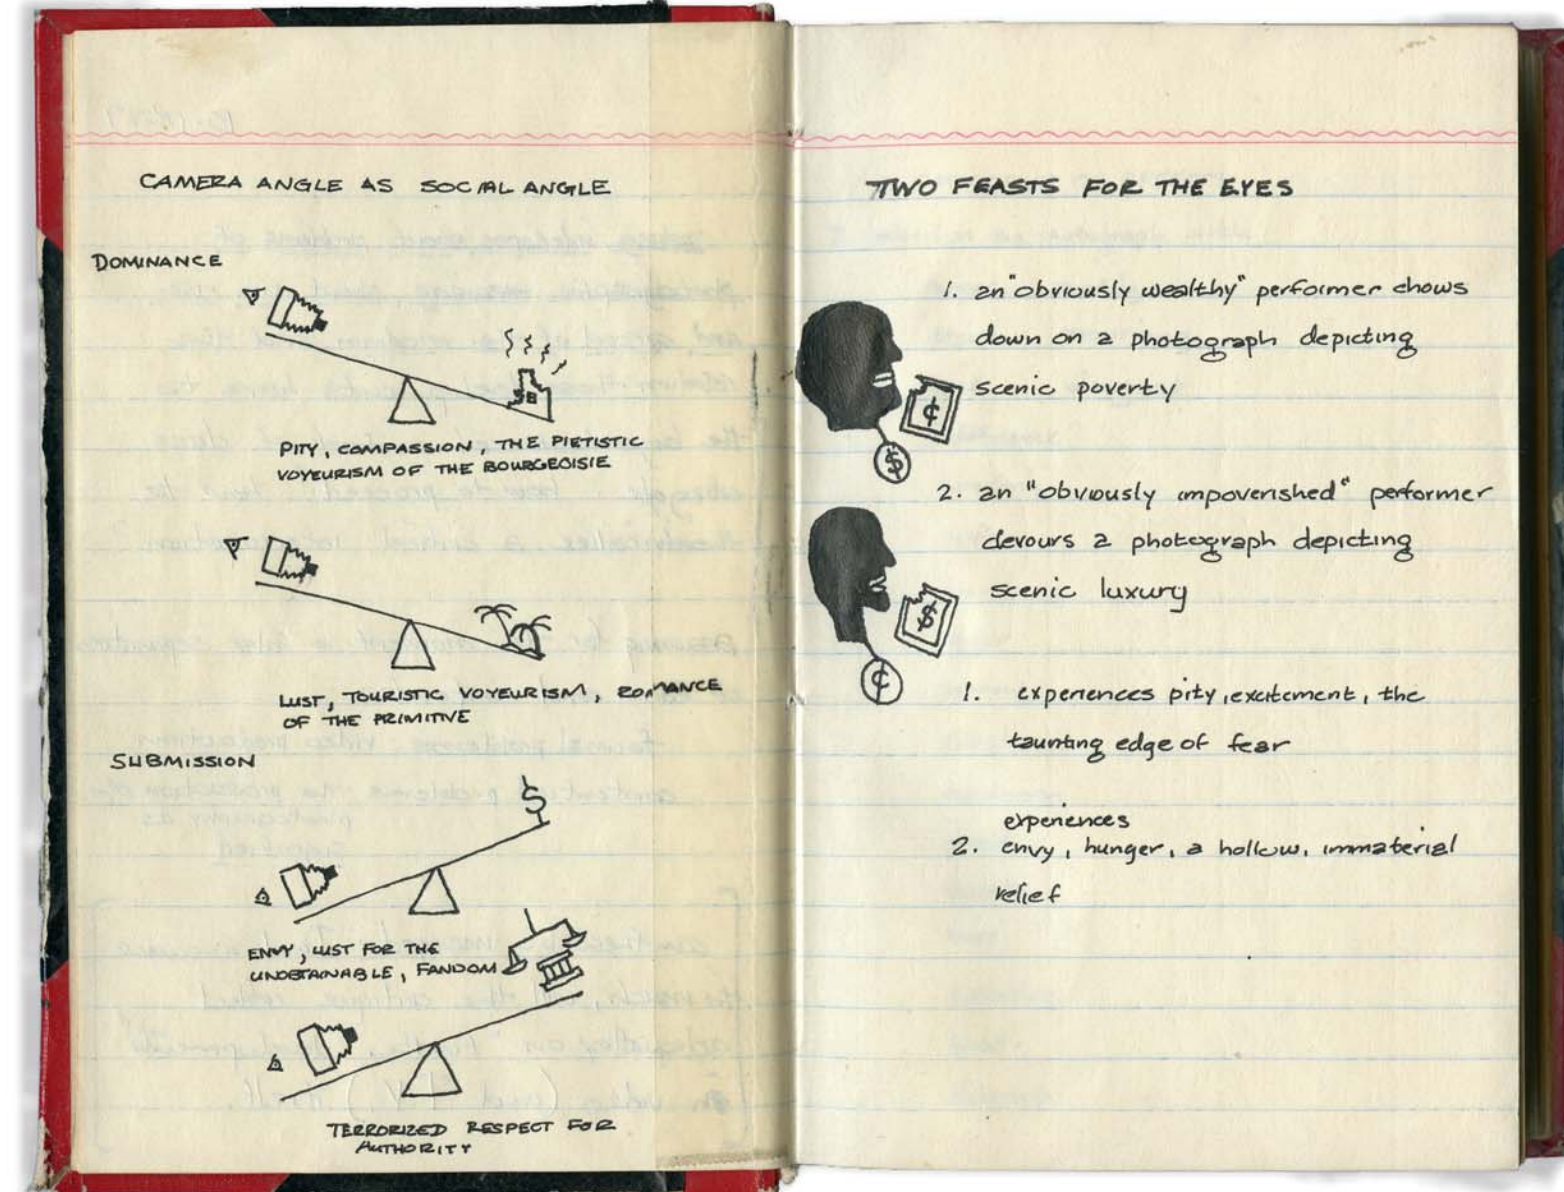 CAMERA ANGLE AS SOCIAL ANGLE
DOMINANCE
PITY, COMPASSION, THE PIETISTIC
VOYEURISM OF THE BOURGEOISIE
LUST, TOURISTIC VOYEURISM, ROMANCE
OF THE PRIMITIVE
SUBMISSION
$
ENVY, LUST FOR THE
UNOBTAINABLE, FANDOM
TERRORIZED RESPECT FOR
AUTHORITY
TWO FEASTS FOR THE EYES
1. an "obviously wealthy" performer chows
down on a photograph depicting
scenic poverty
¢
$
2. an "obviously impoverished" performer
devours a photograph depicting
scenic luxury
$
¢
1. experiences pity, excitement, the
taunting edge of fear
experiences
2. envy, hunger, a hollow, immaterial
relief